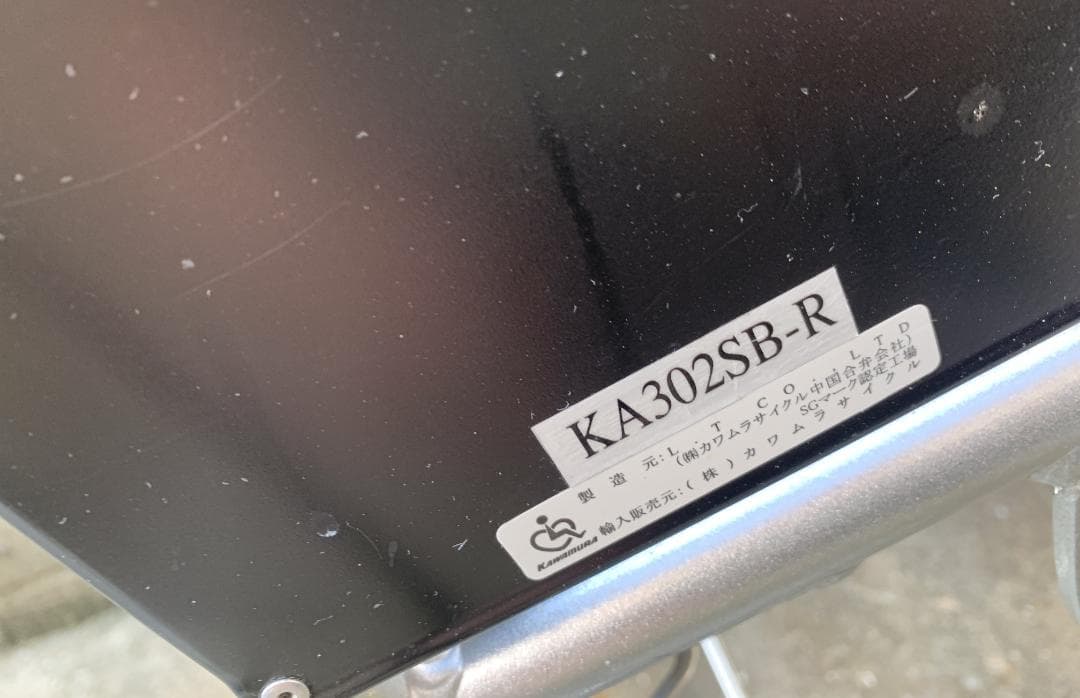 KA302SB-R
製造元:L.T CO.,LTD
(㈱カワムラサイクル中国合弁会社)
SGマーク認定工場
輸入販売元:(株)カワムラサイクル
KAWAMURA